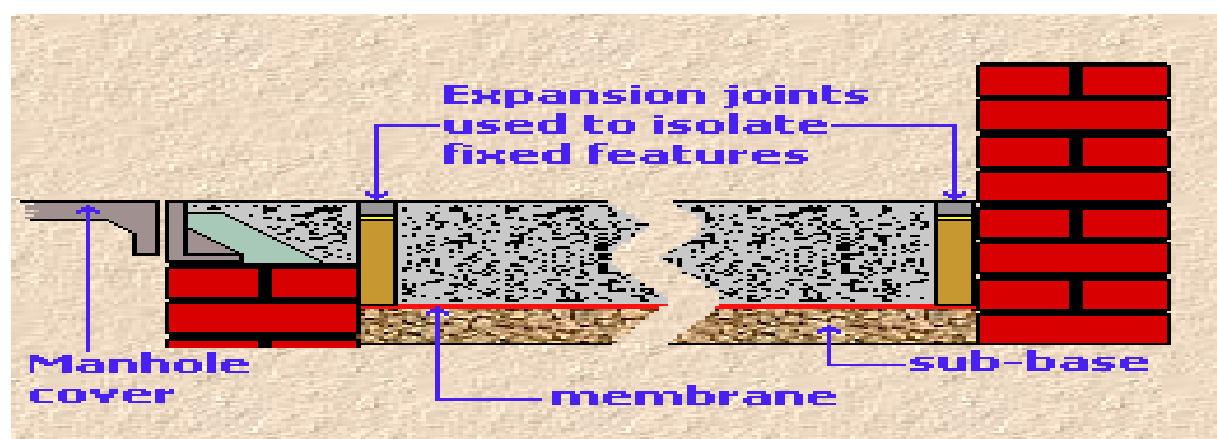 Expansion joints
used to isolate
fixed features
Manhole
cover
membrane
sub-base